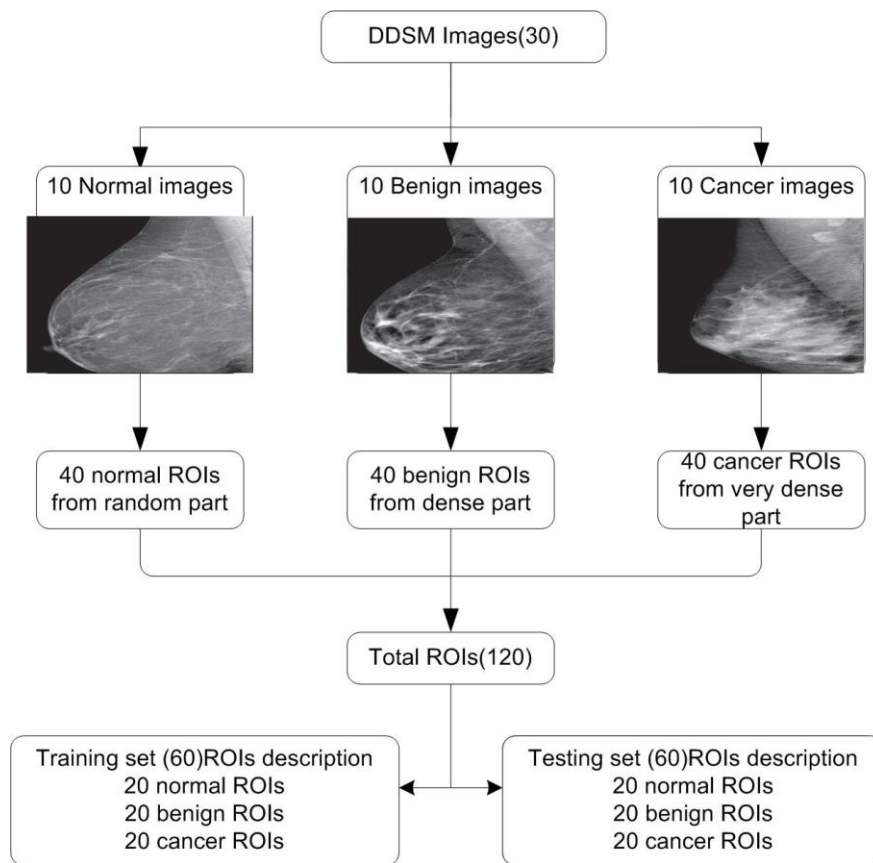 DDSM Images(30)
10 Normal images
10 Benign images
10 Cancer images
40 normal ROIs
from random part
40 benign ROIs
from dense part
40 cancer ROIs
from very dense
part
Total ROIs(120)
Training set (60)ROIs description
20 normal ROIs
20 benign ROIs
20 cancer ROIs
Testing set (60)ROIs description
20 normal ROIs
20 benign ROIs
20 cancer ROIs